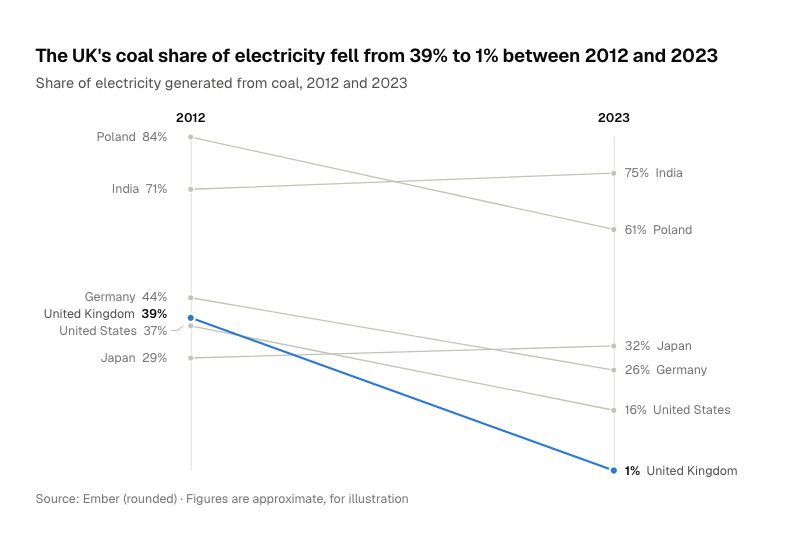 The UK's coal share of electricity fell from 39% to 1% between 2012 and 2023
Share of electricity generated from coal, 2012 and 2023
2012 2023
Poland 84%
India 71%
75% India
61% Poland
Germany 44%
United Kingdom 39%
United States 37%
Japan 29%
32% Japan
26% Germany
16% United States
1% United Kingdom
Source: Ember (rounded) · Figures are approximate, for illustration